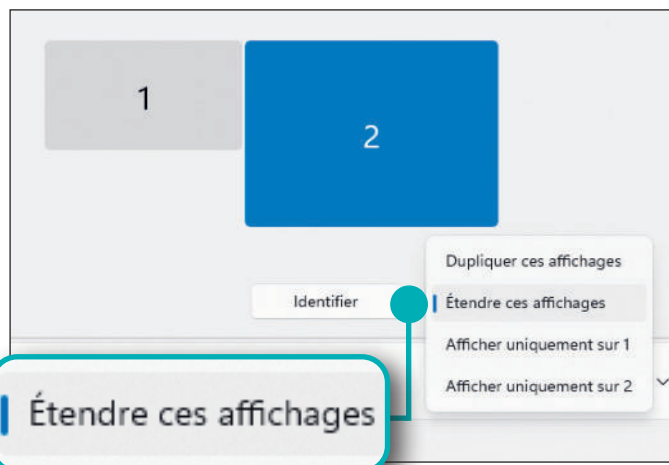 1
2
Dupliquer ces affichages
Identifier
Étendre ces affichages
Afficher uniquement sur 1
Afficher uniquement sur 2
Étendre ces affichages